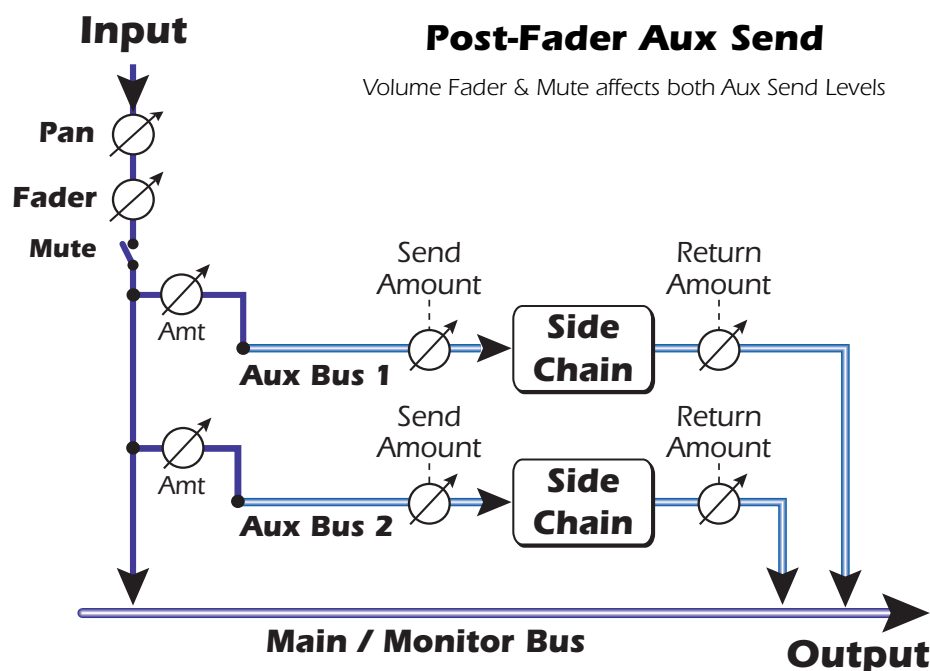 Input
Post-Fader Aux Send
Volume Fader & Mute affects both Aux Send Levels
Pan
Fader
Mute
Amt
Send
Amount
Return
Amount
Side
Chain
Aux Bus 1
Amt
Send
Amount
Return
Amount
Side
Chain
Aux Bus 2
Main / Monitor Bus
Output